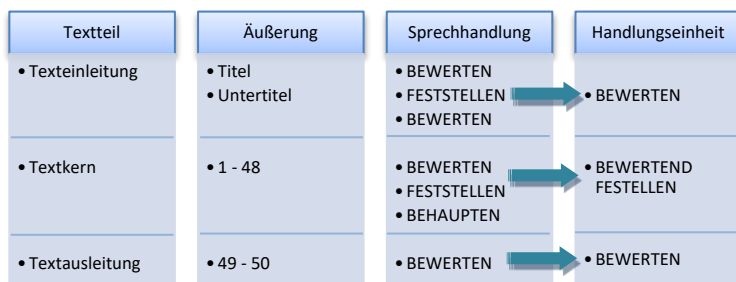 Textteil
Äußerung
Sprechhandlung
Handlungseinheit
• Texteinleitung
• Titel
• Untertitel
• BEWERTEN
• FESTSTELLEN
• BEWERTEN
• BEWERTEN
• Textkern
• 1 - 48
• BEWERTEN
• FESTSTELLEN
• BEHAUPTEN
• BEWERTEND
FESTELLEN
• Textausleitung
• 49 - 50
• BEWERTEN
• BEWERTEN